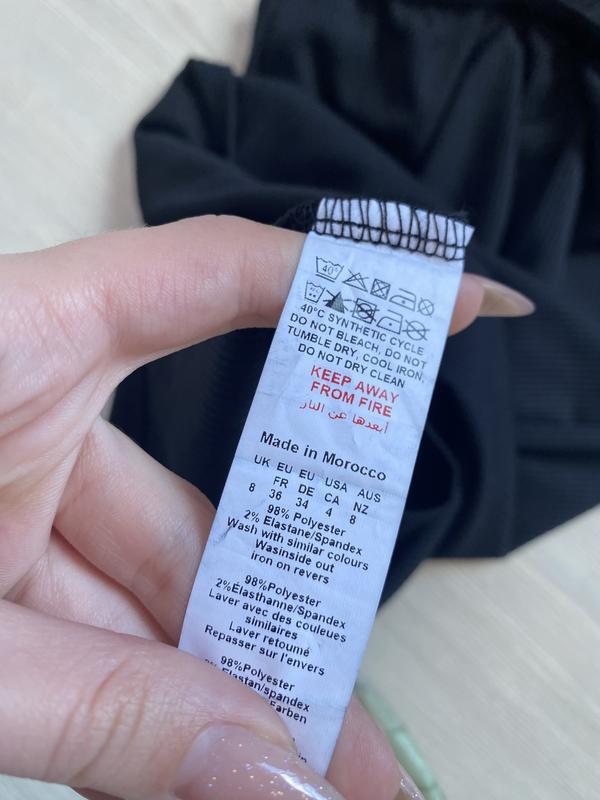 40°
40°C SYNTHETIC CYCLE
DO NOT BLEACH, DO NOT
TUMBLE DRY, COOL IRON,
DO NOT DRY CLEAN
KEEP AWAY
FROM FIRE
أبعدها عن النار
Made in Morocco
UK EU EU USA AUS
FR DE CA NZ
8 36 34 4 8
98% Polyester
2% Elastane/Spandex
Wash with similar colours
Wasinside out
iron on revers
98%Polyester
2%Élasthanne/Spandex
Laver avec des couleues
similaires
Laver retoumé
Repasser sur l'envers
98%Polyester
Elastan/spandex
Farben